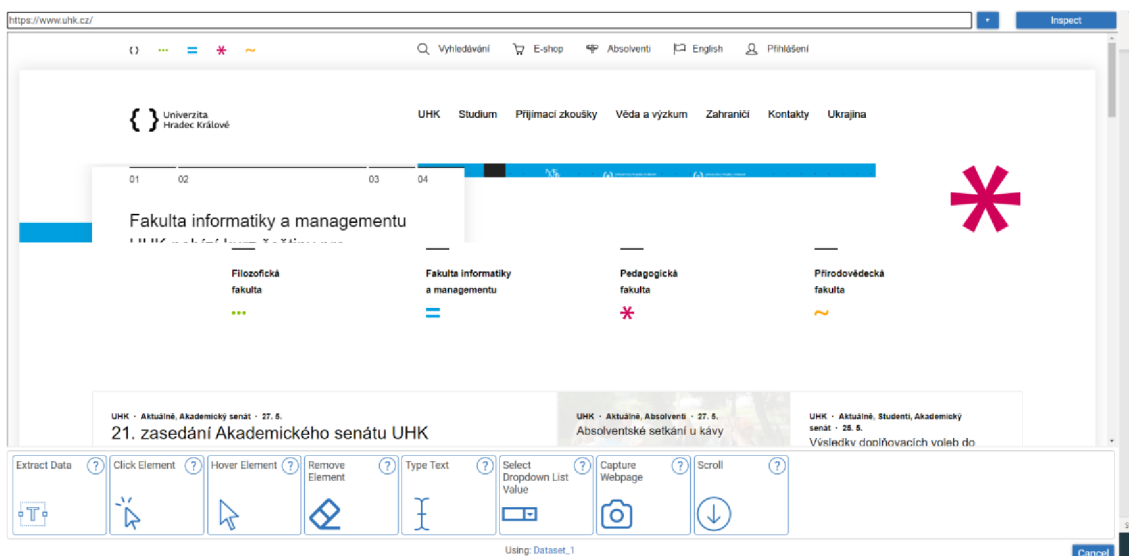 https://www.uhk.cz/
Inspect
Vyhledávání E-shop Absolventi English Přihlášení
Univerzita
Hradec Králové
UHK Studium Přijímací zkoušky Věda a výzkum Zahraničí Kontakty Ukrajina
01 02 03 04
Fakulta informatiky a managementu
Filozofická
fakulta
Fakulta informatiky
a managementu
Pedagogická
fakulta
Přírodovědecká
fakulta
UHK · Aktuálně, Akademický senát · 27. 5.
21. zasedání Akademického senátu UHK
UHK · Aktuálně, Absolventi · 27. 5.
Absolventské setkání u kávy
UHK · Aktuálně, Studenti, Akademický
senát · 25. 5.
Výsledky doplňovacích voleb do
Extract Data ?
Click Element ?
Hover Element ?
Remove
Element ?
Type Text ?
Select
Dropdown List
Value ?
Capture
Webpage ?
Scroll ?
Using: Dataset_1
Cancel